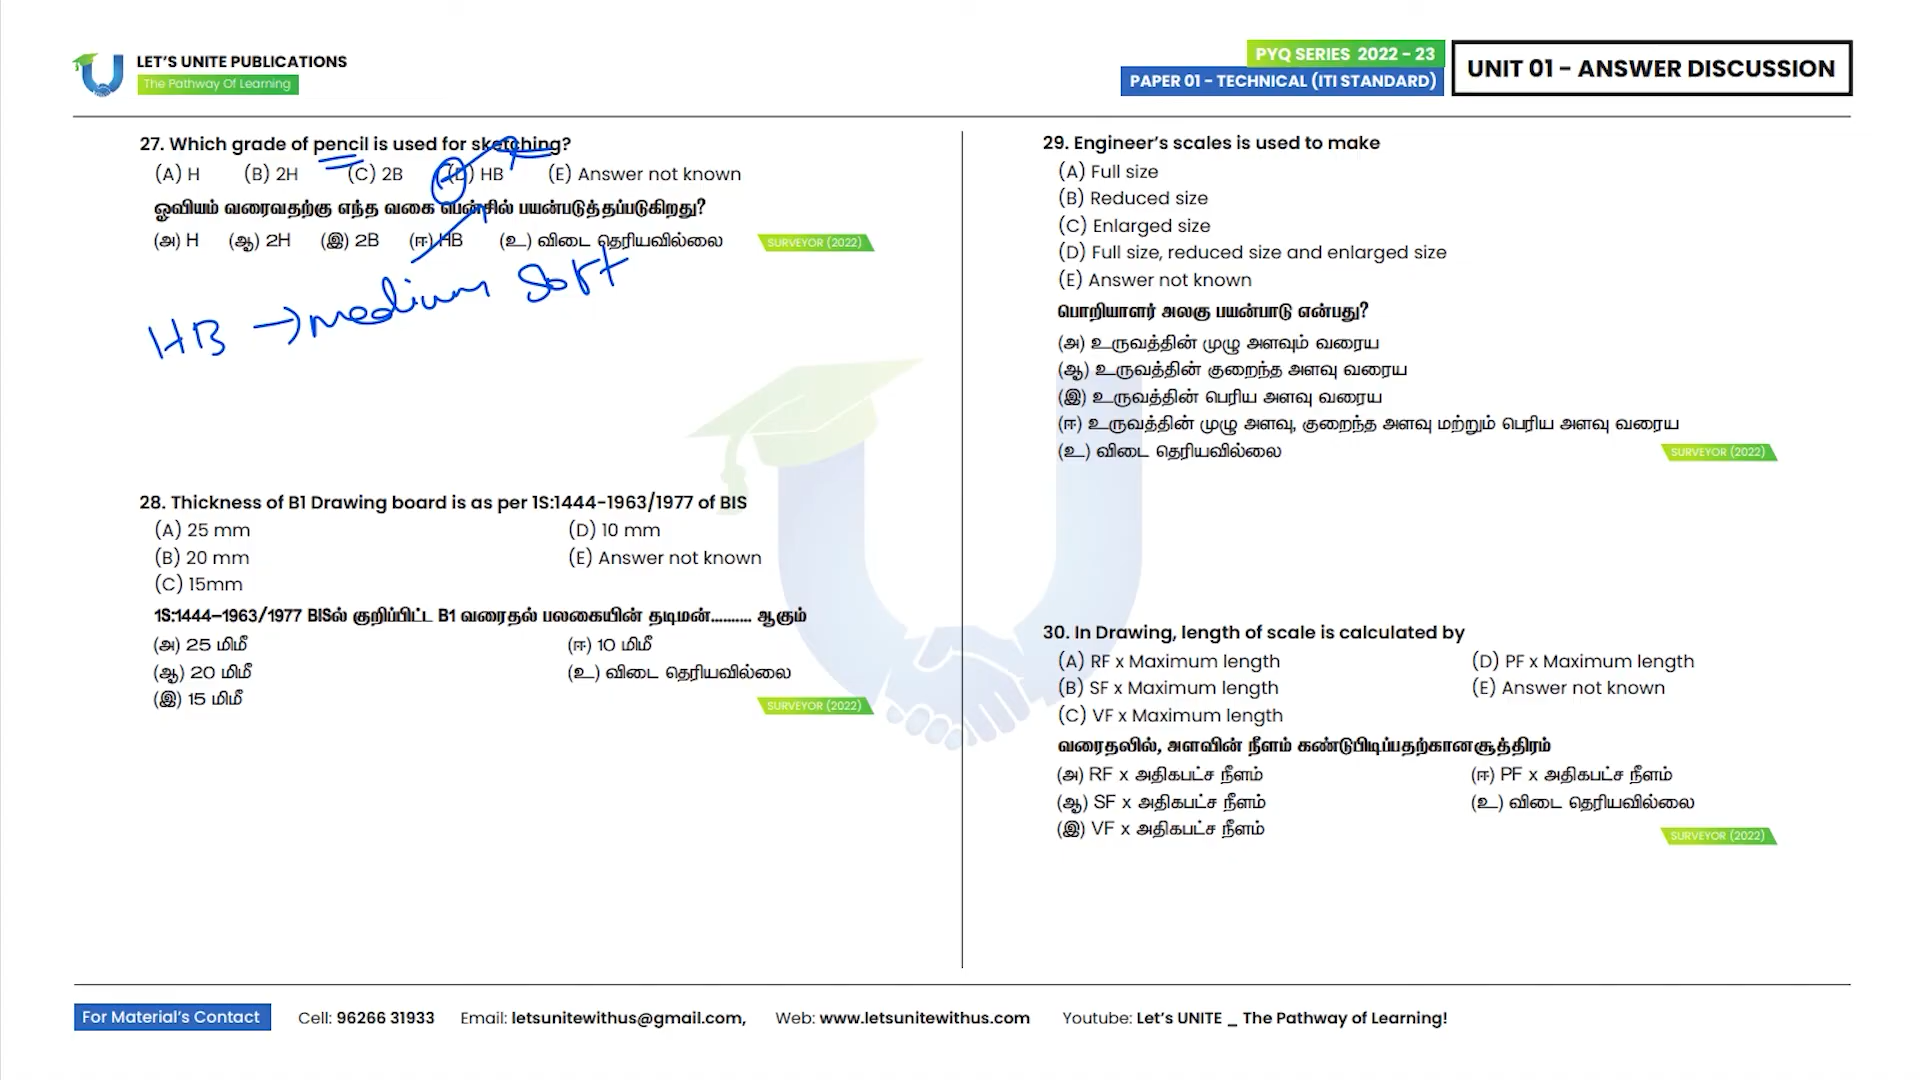 LET'S UNITE PUBLICATIONS
The Pathway Of Learning
PYQ SERIES 2022 - 23
PAPER 01 - TECHNICAL (ITI STANDARD)
UNIT 01 - ANSWER DISCUSSION
27. Which grade of pencil is used for sketching?
(A) H (B) 2H (C) 2B (D) HB (E) Answer not known
ஓவியம் வரைவதற்கு எந்த வகை பென்சில் பயன்படுத்தப்படுகிறது?
(அ) H (ஆ) 2H (இ) 2B (ஈ) HB (உ) விடை தெரியவில்லை
SURVEYOR (2022)
HB → medium soft
28. Thickness of B1 Drawing board is as per 1S:1444-1963/1977 of BIS
(A) 25 mm (D) 10 mm
(B) 20 mm (E) Answer not known
(C) 15mm
1S:1444–1963/1977 BISல் குறிப்பிட்ட B1 வரைதல் பலகையின் தடிமன்.......... ஆகும்
(அ) 25 மிமீ (ஈ) 10 மிமீ
(ஆ) 20 மிமீ (உ) விடை தெரியவில்லை
(இ) 15 மிமீ
SURVEYOR (2022)
29. Engineer's scales is used to make
(A) Full size
(B) Reduced size
(C) Enlarged size
(D) Full size, reduced size and enlarged size
(E) Answer not known
பொறியாளர் அலகு பயன்பாடு என்பது?
(அ) உருவத்தின் முழு அளவும் வரைய
(ஆ) உருவத்தின் குறைந்த அளவு வரைய
(இ) உருவத்தின் பெரிய அளவு வரைய
(ஈ) உருவத்தின் முழு அளவு, குறைந்த அளவு மற்றும் பெரிய அளவு வரைய
(உ) விடை தெரியவில்லை
SURVEYOR (2022)
30. In Drawing, length of scale is calculated by
(A) RF x Maximum length (D) PF x Maximum length
(B) SF x Maximum length (E) Answer not known
(C) VF x Maximum length
வரைதலில், அளவின் நீளம் கண்டுபிடிப்பதற்கானசூத்திரம்
(அ) RF x அதிகபட்ச நீளம் (ஈ) PF x அதிகபட்ச நீளம்
(ஆ) SF x அதிகபட்ச நீளம் (உ) விடை தெரியவில்லை
(இ) VF x அதிகபட்ச நீளம்
SURVEYOR (2022)
For Material's Contact Cell: 96266 31933 Email: letsunitewithus@gmail.com, Web: www.letsunitewithus.com Youtube: Let's UNITE _ The Pathway of Learning!